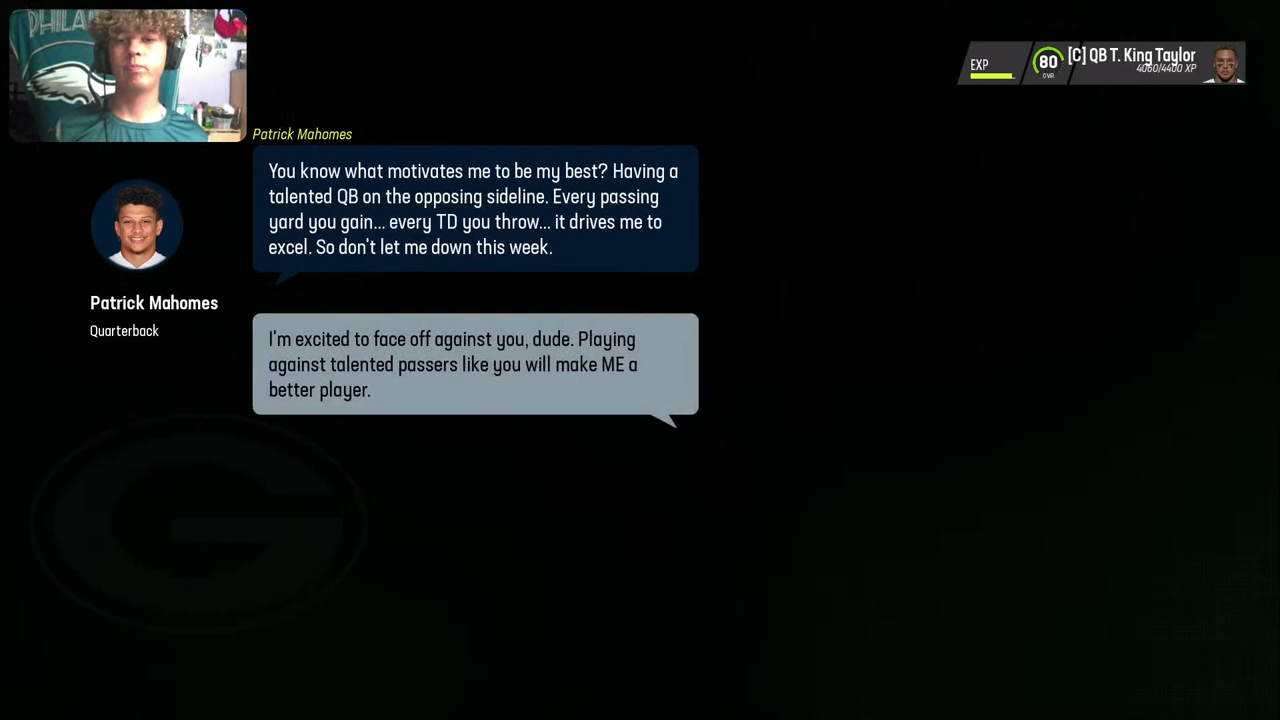 PHILA
EXP
80
OVR
[C] QB T. King Taylor
4060/4400 XP
Patrick Mahomes
You know what motivates me to be my best? Having a
talented QB on the opposing sideline. Every passing
yard you gain... every TD you throw... it drives me to
excel. So don't let me down this week.
Patrick Mahomes
Quarterback
I'm excited to face off against you, dude. Playing
against talented passers like you will make ME a
better player.
G